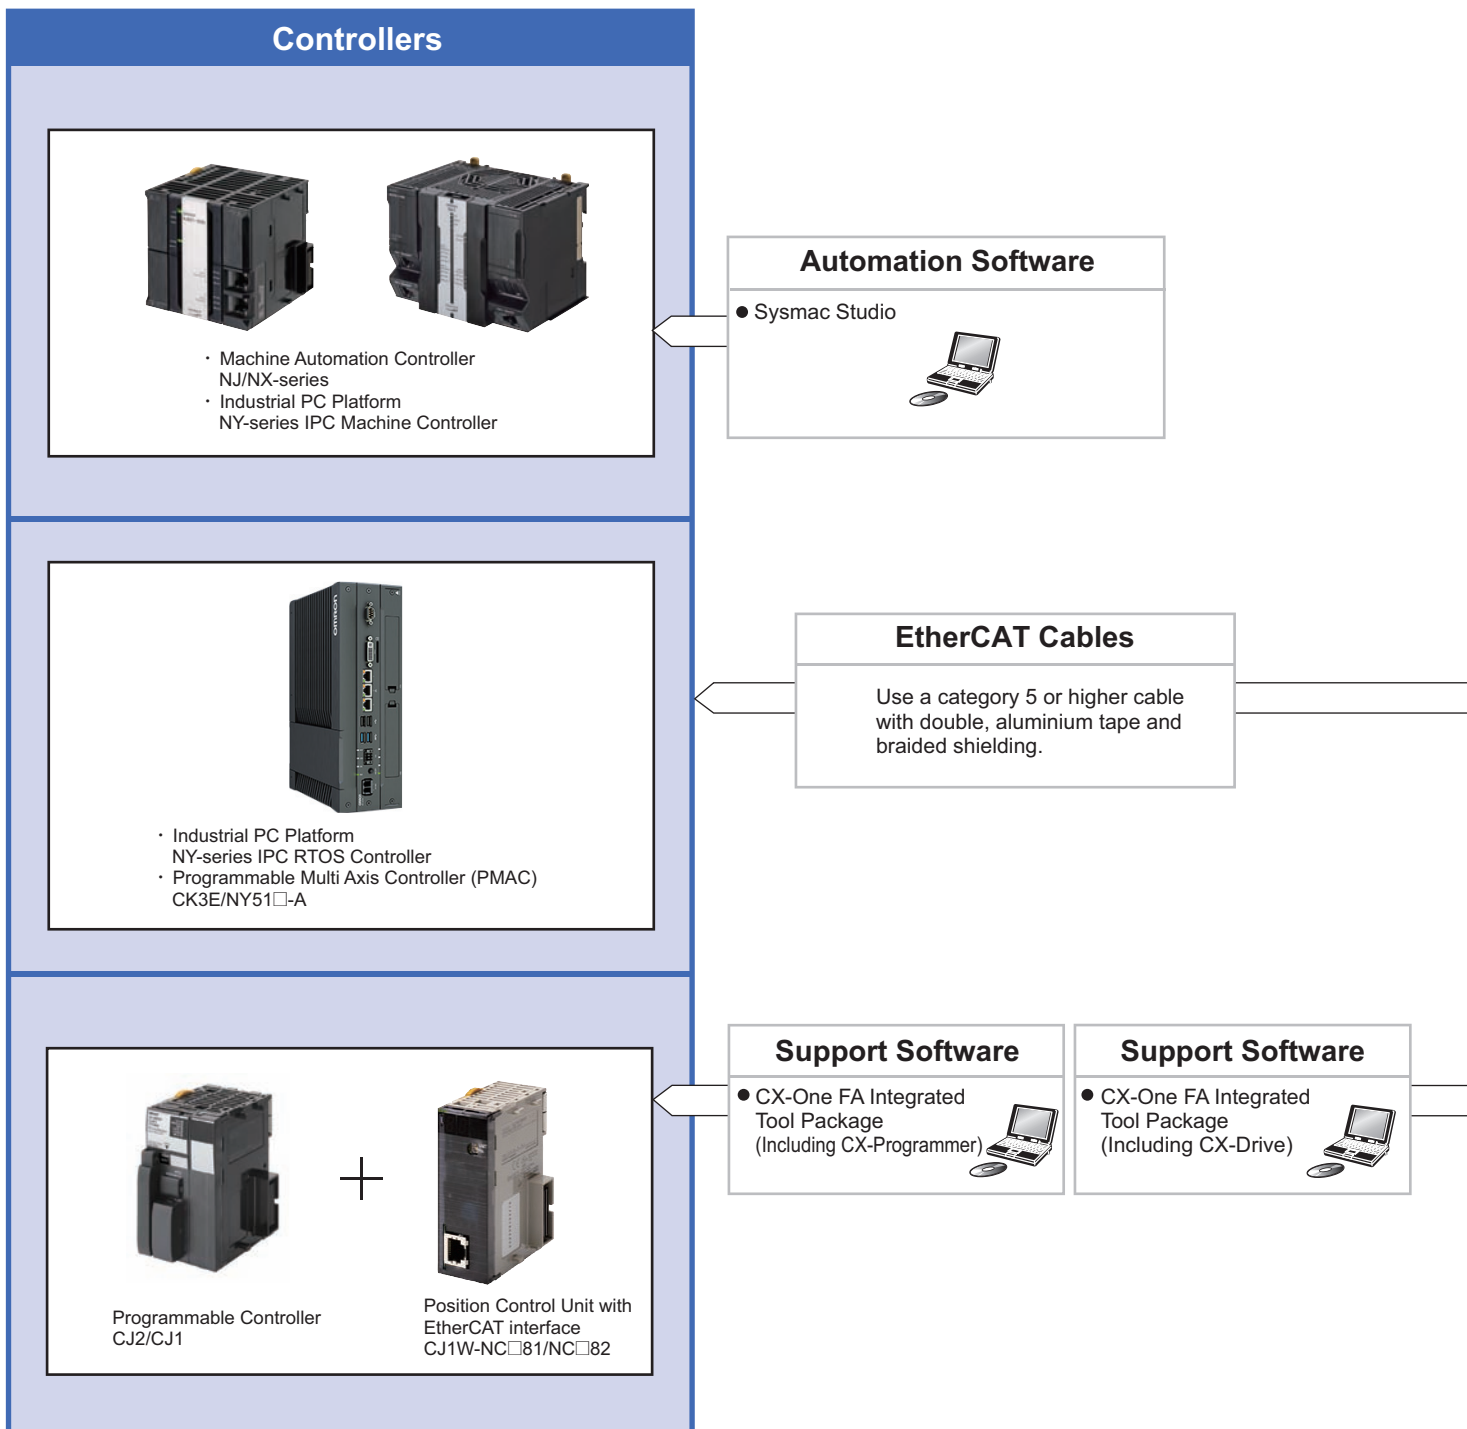 Controllers
・ Machine Automation Controller
NJ/NX-series
・ Industrial PC Platform
NY-series IPC Machine Controller
Automation Software
● Sysmac Studio
omron
・ Industrial PC Platform
NY-series IPC RTOS Controller
・ Programmable Multi Axis Controller (PMAC)
CK3E/NY51□-A
EtherCAT Cables
Use a category 5 or higher cable
with double, aluminium tape and
braided shielding.
Support Software
● CX-One FA Integrated
Tool Package
(Including CX-Programmer)
Support Software
● CX-One FA Integrated
Tool Package
(Including CX-Drive)
Programmable Controller
CJ2/CJ1
Position Control Unit with
EtherCAT interface
CJ1W-NC□81/NC□82